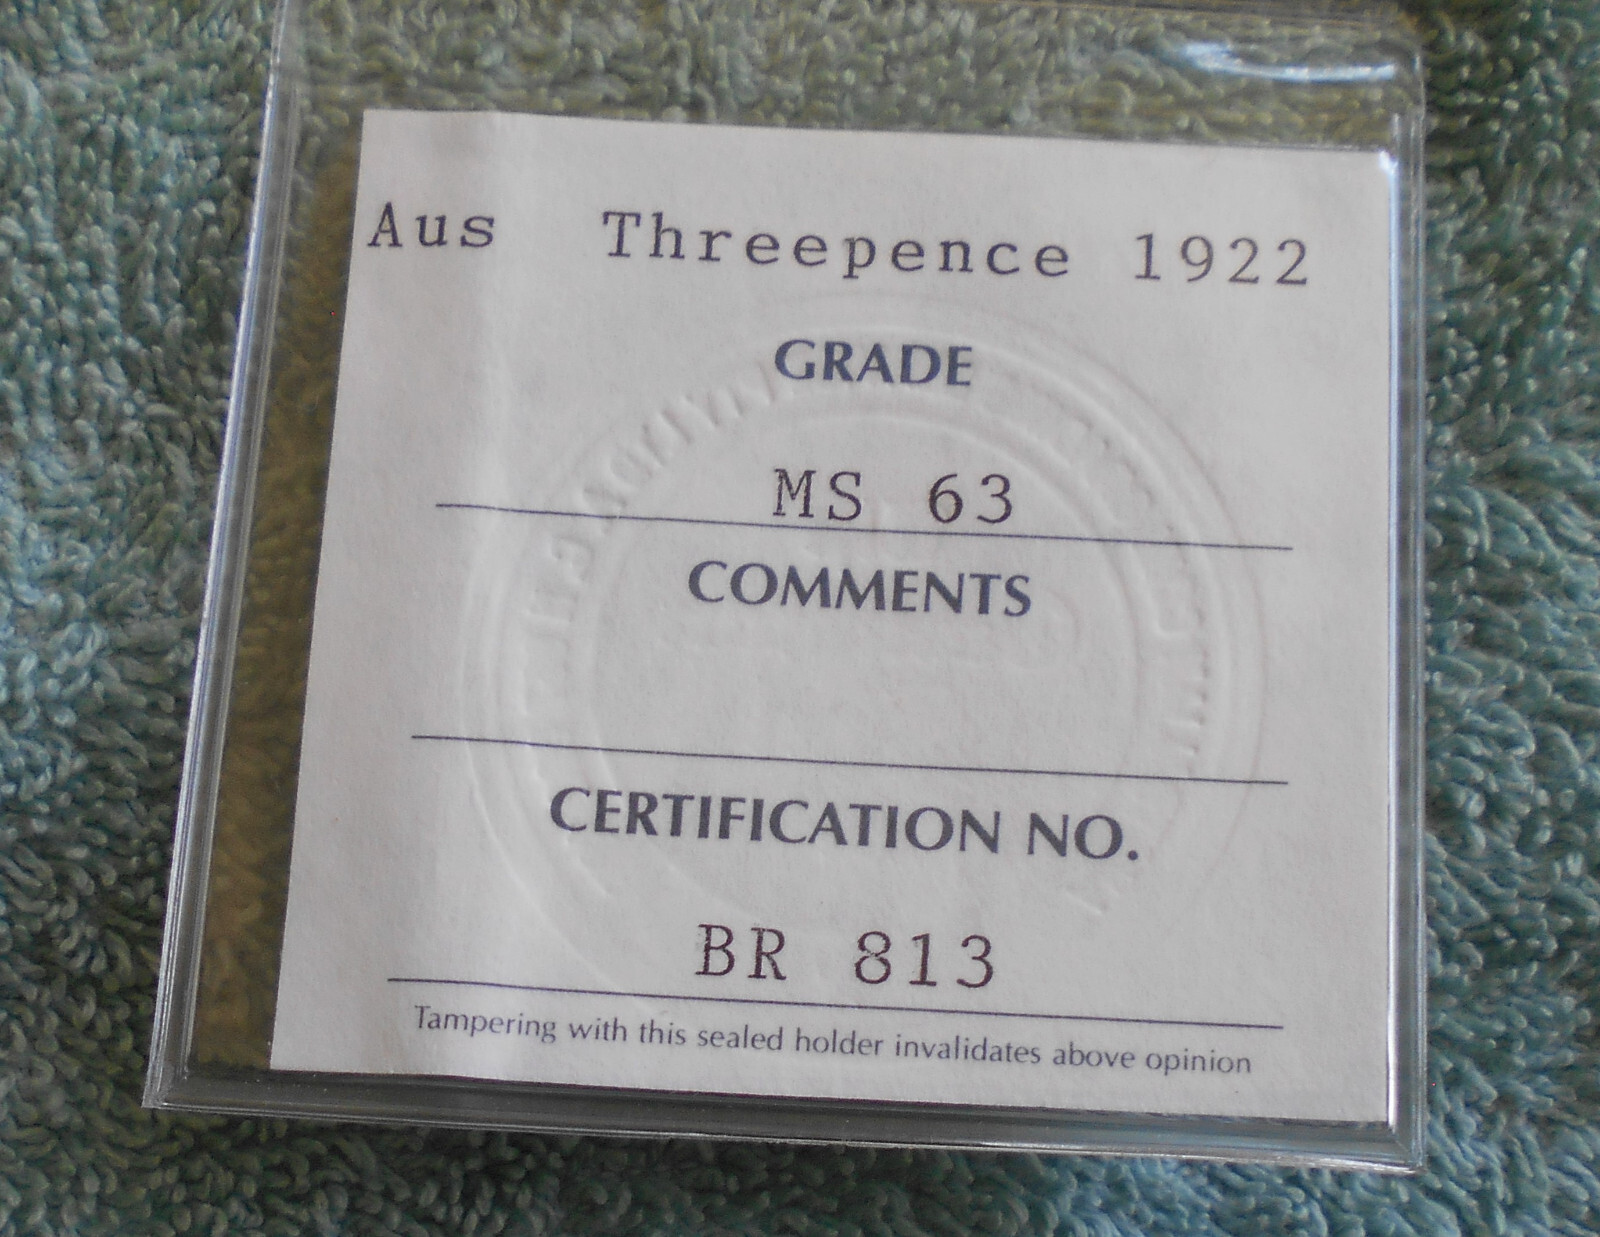 Aus Threepence 1922
GRADE
MS 63
COMMENTS
CERTIFICATION NO.
BR 813
Tampering with this sealed holder invalidates above opinion